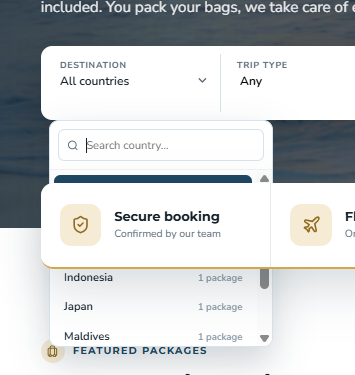 included. You pack your bags, we take care of
DESTINATION
All countries
TRIP TYPE
Any
Search country...
Secure booking
Confirmed by our team
Indonesia
1 package
Japan
1 package
Maldives
1 package
FEATURED PACKAGES